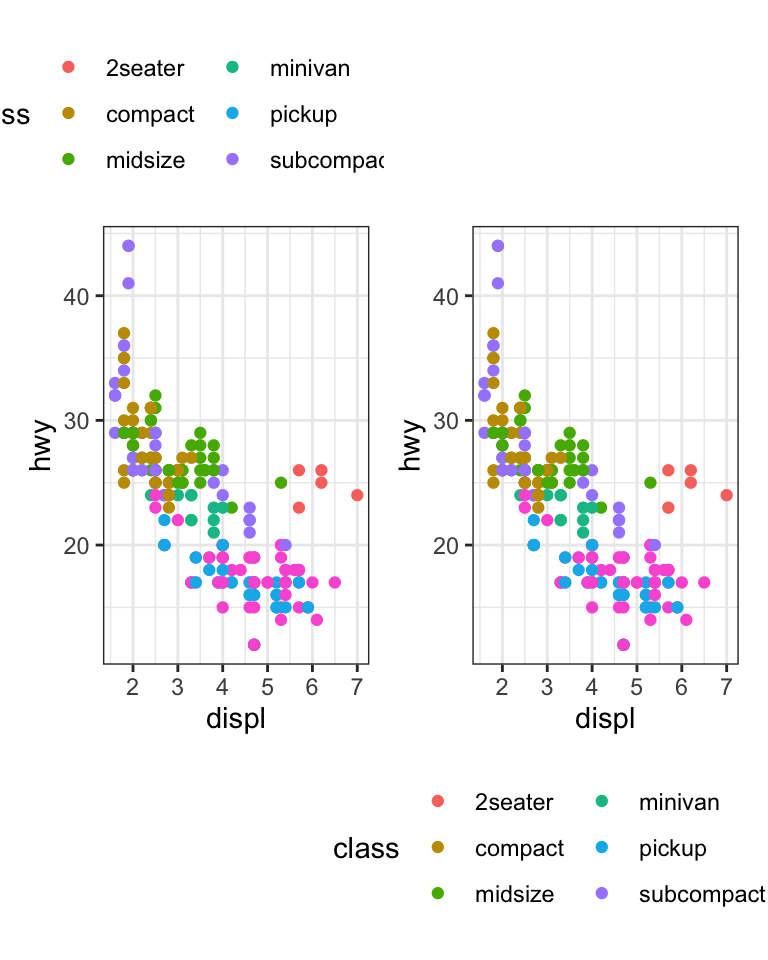 2seater minivan
ss compact pickup
midsize subcompac
40
30
20
hwy
2 3 4 5 6 7
displ
40
30
20
hwy
2 3 4 5 6 7
displ
2seater minivan
class compact pickup
midsize subcompact